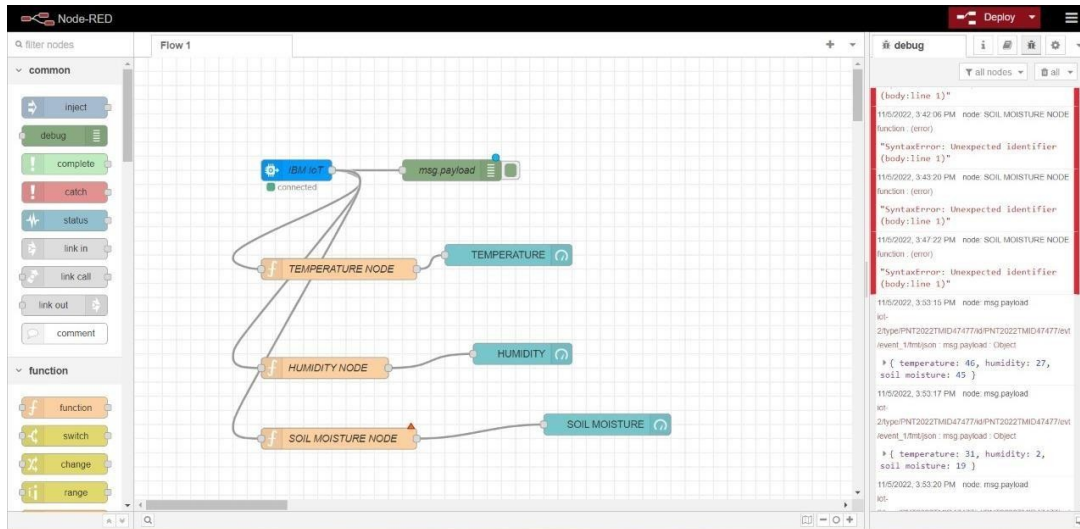 Node-RED
Deploy
filter nodes
Flow 1
debug
i
all nodes
all
common
inject
debug
complete
catch
status
link in
link call
link out
comment
function
function
switch
change
range
IBM IoT
connected
msg.payload
TEMPERATURE NODE
TEMPERATURE
HUMIDITY NODE
HUMIDITY
SOIL MOISTURE NODE
SOIL MOISTURE
(body:line 1)"
11/5/2022, 3:42:06 PM node: SOIL MOISTURE NODE
function : (error)
"SyntaxError: Unexpected identifier
(body:line 1)"
11/5/2022, 3:43:20 PM node: SOIL MOISTURE NODE
function : (error)
"SyntaxError: Unexpected identifier
(body:line 1)"
11/5/2022, 3:47:22 PM node: SOIL MOISTURE NODE
function : (error)
"SyntaxError: Unexpected identifier
(body:line 1)"
11/5/2022, 3:53:15 PM node: msg.payload
iot-
2/type/PNT2022TMID47477/id/PNT2022TMID47477/evt
/event_1/fmt/json : msg.payload : Object
{ temperature: 46, humidity: 27,
soil moisture: 45 }
11/5/2022, 3:53:17 PM node: msg.payload
iot-
2/type/PNT2022TMID47477/id/PNT2022TMID47477/evt
/event_1/fmt/json : msg.payload : Object
{ temperature: 31, humidity: 2,
soil moisture: 19 }
11/5/2022, 3:53:20 PM node: msg.payload
iot-